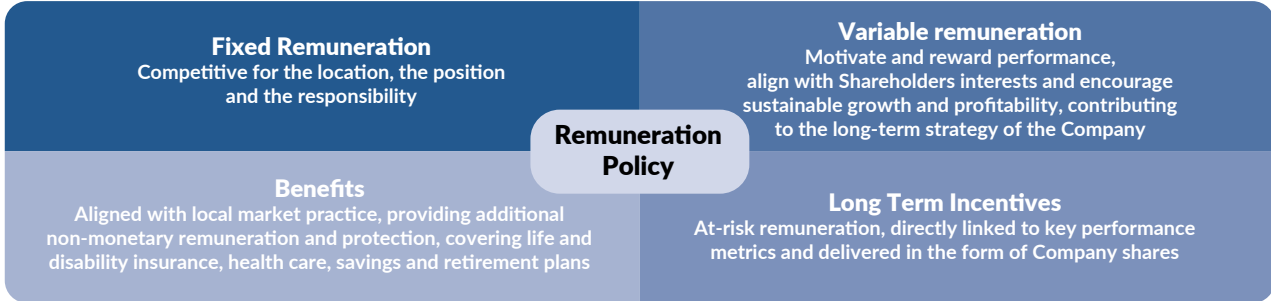 Fixed Remuneration
Competitive for the location, the position
and the responsibility
Variable remuneration
Motivate and reward performance,
align with Shareholders interests and encourage
sustainable growth and profitability, contributing
to the long-term strategy of the Company
Remuneration
Policy
Benefits
Aligned with local market practice, providing additional
non-monetary remuneration and protection, covering life and
disability insurance, health care, savings and retirement plans
Long Term Incentives
At-risk remuneration, directly linked to key performance
metrics and delivered in the form of Company shares